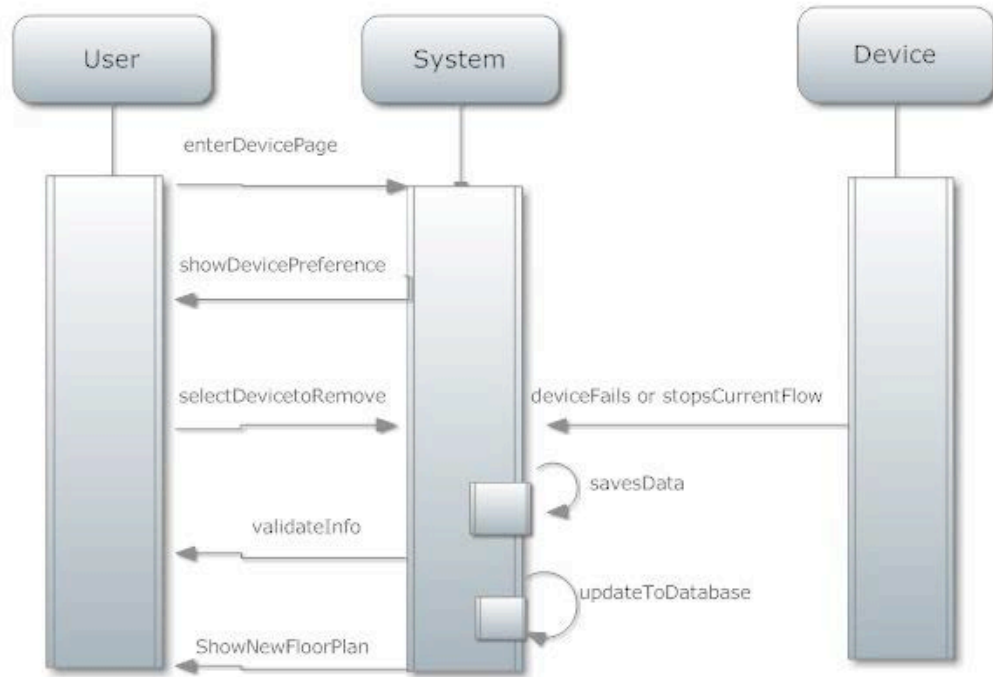 User
System
Device
enterDevicePage
showDevicePreference
selectDevicetoRemove
deviceFails or stopsCurrentFlow
savesData
validateInfo
updateToDatabase
ShowNewFloorPlan